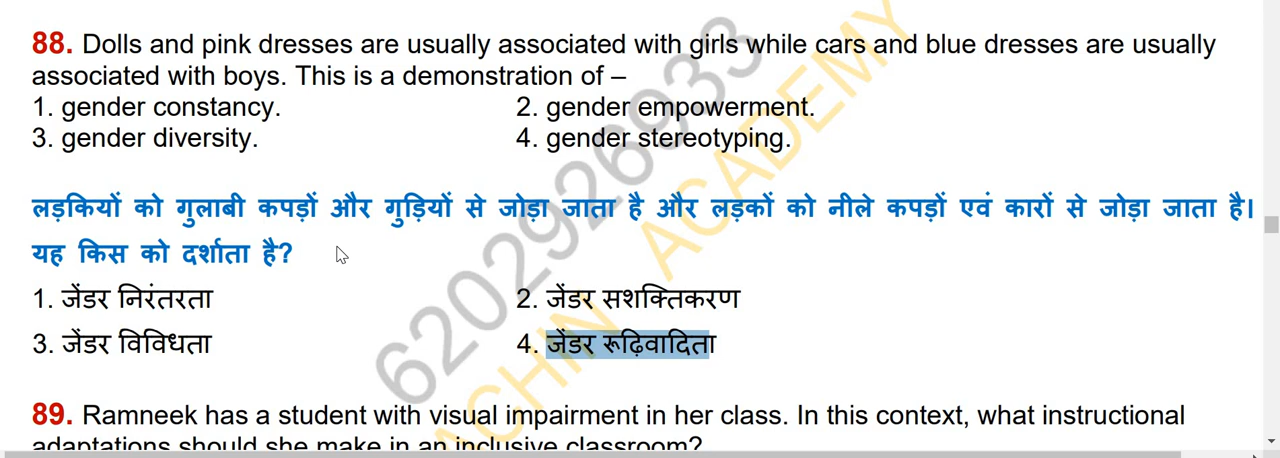 88. Dolls and pink dresses are usually associated with girls while cars and blue dresses are usually
associated with boys. This is a demonstration of –
1. gender constancy. 2. gender empowerment.
3. gender diversity. 4. gender stereotyping.
लड़कियों को गुलाबी कपड़ों और गुड़ियों से जोड़ा जाता है और लड़कों को नीले कपड़ों एवं कारों से जोड़ा जाता है।
यह किस को दर्शाता है?
1. जेंडर निरंतरता 2. जेंडर सशक्तिकरण
3. जेंडर विविधता 4. जेंडर रूढ़िवादिता
89. Ramneek has a student with visual impairment in her class. In this context, what instructional
adaptations should she make in an inclusive classroom?
6202926933
ACHIN ACADEMY